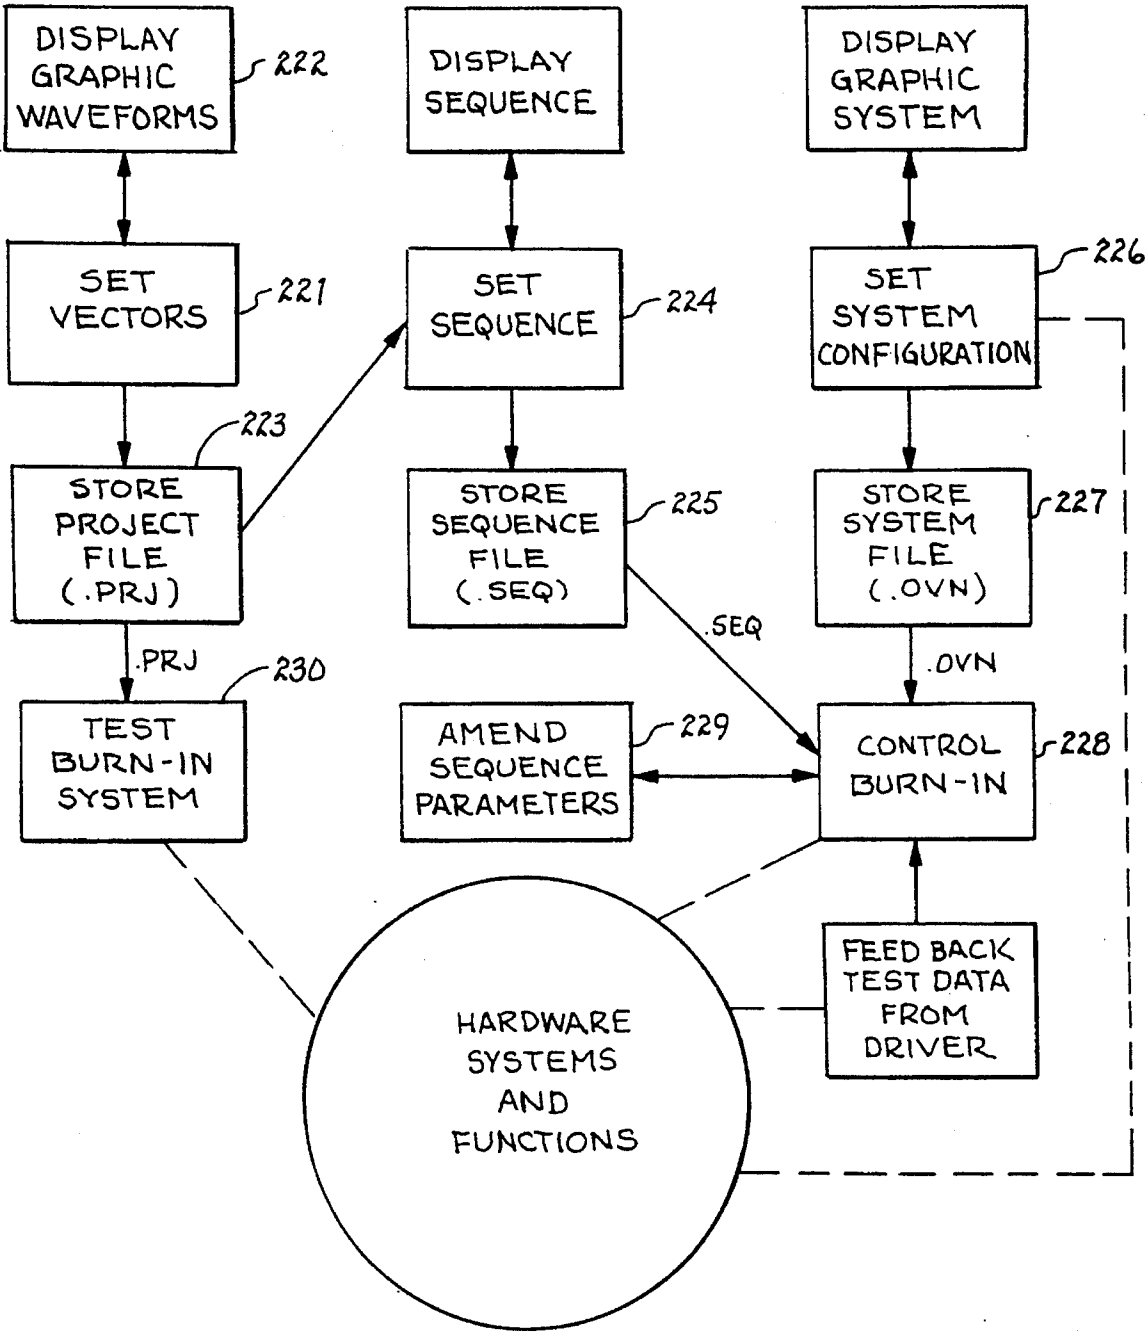 DISPLAY
GRAPHIC
WAVEFORMS
222
DISPLAY
SEQUENCE
DISPLAY
GRAPHIC
SYSTEM
SET
VECTORS
221
SET
SEQUENCE
224
SET
SYSTEM
CONFIGURATION
226
223
STORE
PROJECT
FILE
(.PRJ)
STORE
SEQUENCE
FILE
(.SEQ)
225
STORE
SYSTEM
FILE
(.OVN)
227
.PRJ
.SEQ
.OVN
230
TEST
BURN-IN
SYSTEM
AMEND
SEQUENCE
PARAMETERS
229
CONTROL
BURN-IN
228
FEED BACK
TEST DATA
FROM
DRIVER
HARDWARE
SYSTEMS
AND
FUNCTIONS